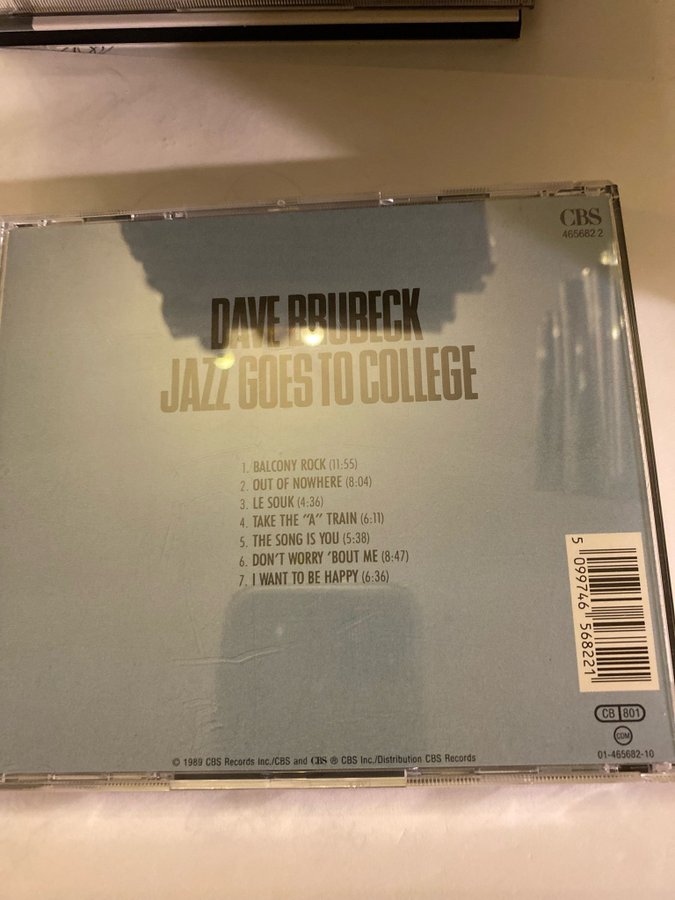 CBS
465682 2
DAVE BRUBECK
JAZZ GOES TO COLLEGE
1. BALCONY ROCK (11:55)
2. OUT OF NOWHERE (8:04)
3. LE SOUK (4:36)
4. TAKE THE "A" TRAIN (6:11)
5. THE SONG IS YOU (5:38)
6. DON'T WORRY 'BOUT ME (8:47)
7. I WANT TO BE HAPPY (6:36)
5 099746 568221
CB 801
CDM
01-465682-10
© 1989 CBS Records Inc./CBS and CBS ® CBS Inc./Distribution CBS Records